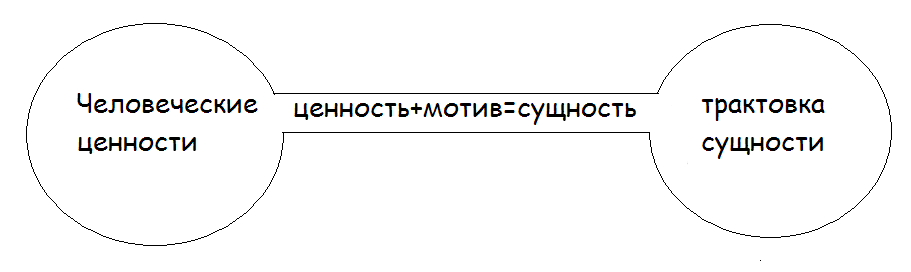 Человеческие
ценности
ценность+мотив=сущность
трактовка
сущности